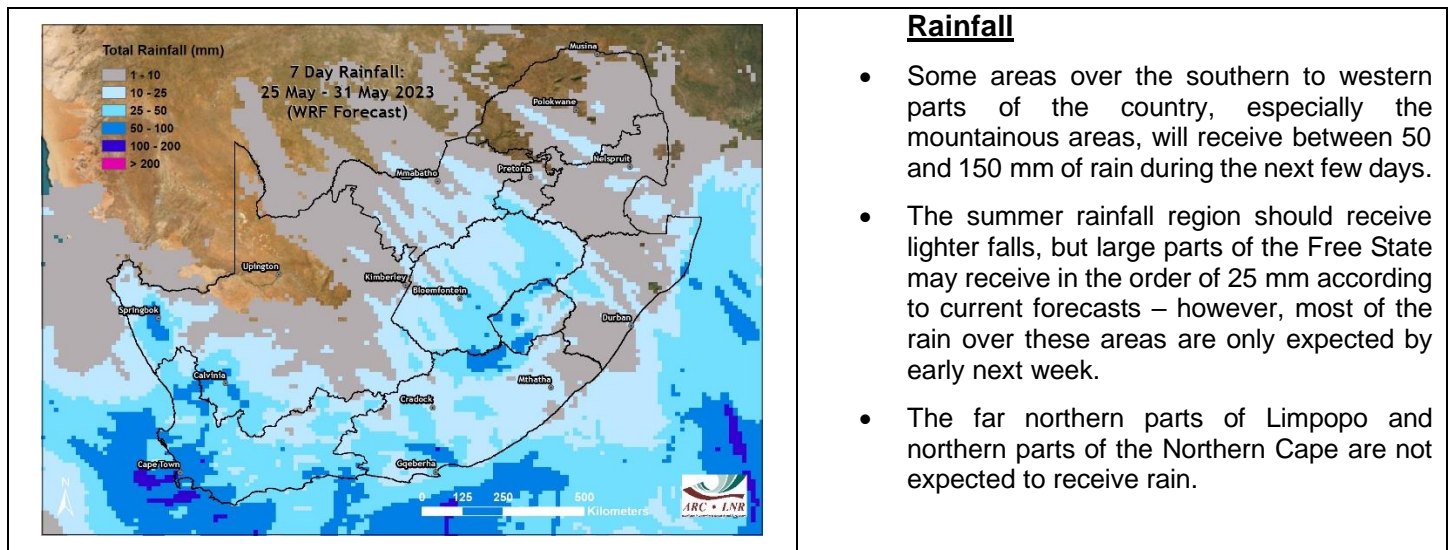 Total Rainfall (mm)
1 - 10
10 - 25
25 - 50
50 - 100
100 - 200
> 200
7 Day Rainfall:
25 May - 31 May 2023
(WRF Forecast)
Musina
Polokwane
Nelspruit
Pretoria
Mmabatho
Upington
Kimberley
Bloemfontein
Springbok
Durban
Calvinia
Mthatha
Cradock
Cape Town
Gqeberha
N
0 125 250 500
Kilometers
ARC • LNR
Rainfall
• Some areas over the southern to western
parts of the country, especially the
mountainous areas, will receive between 50
and 150 mm of rain during the next few days.
• The summer rainfall region should receive
lighter falls, but large parts of the Free State
may receive in the order of 25 mm according
to current forecasts – however, most of the
rain over these areas are only expected by
early next week.
• The far northern parts of Limpopo and
northern parts of the Northern Cape are not
expected to receive rain.